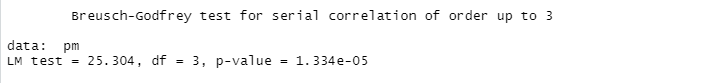 Breusch-Godfrey test for serial correlation of order up to 3
data: pm
LM test = 25.304, df = 3, p-value = 1.334e-05